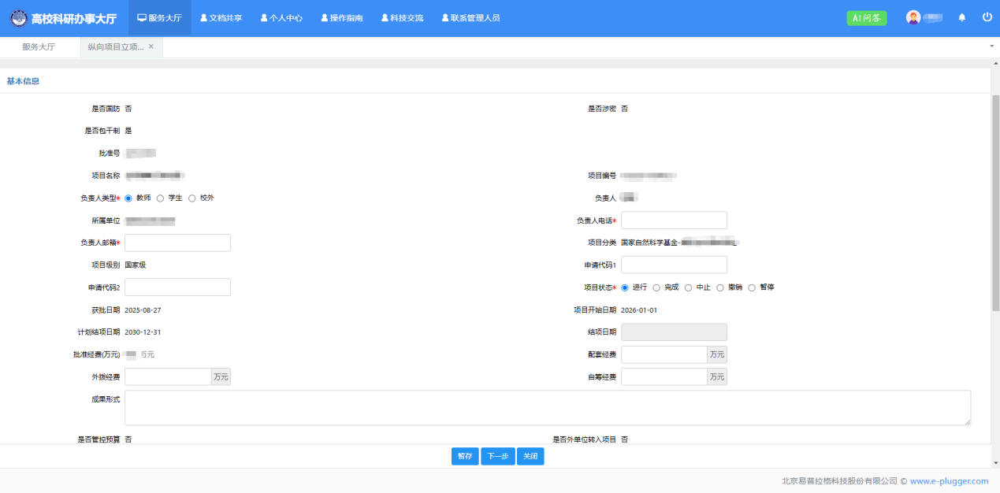 高校科研办事大厅 服务大厅 文档共享 个人中心 操作指南 科技交流 联系管理人员 AI问答
服务大厅 纵向项目立项... ×
基本信息
是否国防 否 是否涉密 否
是否包干制 是
批准号
项目名称 项目编号
负责人类型* 教师 学生 校外 负责人
所属单位 负责人电话*
负责人邮箱* 项目分类 国家自然科学基金-
项目级别 国家级 申请代码1
申请代码2 项目状态* 进行 完成 中止 撤销 暂停
获批日期 2025-08-27 项目开始日期 2026-01-01
计划结项日期 2030-12-31 结项日期
批准经费(万元) 万元 配套经费 万元
外拨经费 万元 自筹经费 万元
成果形式
是否管控预算 否 是否外单位转入项目 否
暂存 下一步 关闭
北京易普拉格科技股份有限公司 © www.e-plugger.com